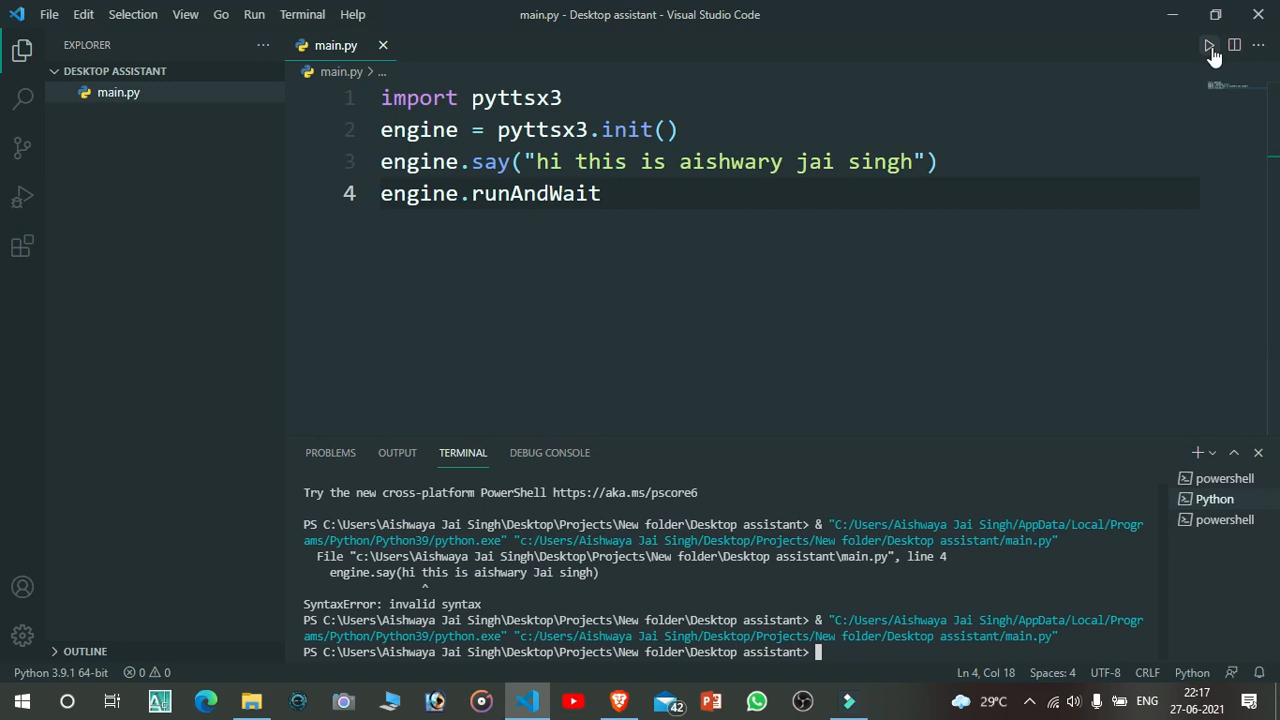 File Edit Selection View Go Run Terminal Help main.py - Desktop assistant - Visual Studio Code
EXPLORER
main.py
DESKTOP ASSISTANT
main.py
main.py > ...
1 import pyttsx3
2 engine = pyttsx3.init()
3 engine.say("hi this is aishwary jai singh")
4 engine.runAndWait
PROBLEMS OUTPUT TERMINAL DEBUG CONSOLE
Try the new cross-platform PowerShell https://aka.ms/pscore6
PS C:\Users\Aishwaya Jai Singh\Desktop\Projects\New folder\Desktop assistant> & "C:/Users/Aishwaya Jai Singh/AppData/Local/Progr
ams/Python/Python39/python.exe" "c:/Users/Aishwaya Jai Singh/Desktop/Projects/New folder/Desktop assistant/main.py"
File "c:\Users\Aishwaya Jai Singh\Desktop\Projects\New folder\Desktop assistant\main.py", line 4
engine.say(hi this is aishwary Jai singh)
^
SyntaxError: invalid syntax
PS C:\Users\Aishwaya Jai Singh\Desktop\Projects\New folder\Desktop assistant> & "C:/Users/Aishwaya Jai Singh/AppData/Local/Progr
ams/Python/Python39/python.exe" "c:/Users/Aishwaya Jai Singh/Desktop/Projects/New folder/Desktop assistant/main.py"
PS C:\Users\Aishwaya Jai Singh\Desktop\Projects\New folder\Desktop assistant>
powershell
Python
powershell
OUTLINE
Python 3.9.1 64-bit 0 0 Ln 4, Col 18 Spaces: 4 UTF-8 CRLF Python
42 29°C ENG 22:17
27-06-2021